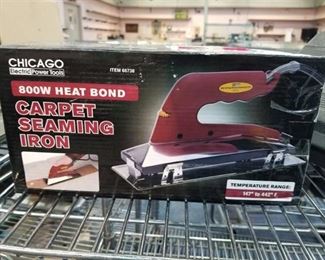 CHICAGO
Electric Power Tools
ITEM 66738
800W HEAT BOND
CARPET
SEAMING
IRON
TEMPERATURE RANGE:
147° to 442° F